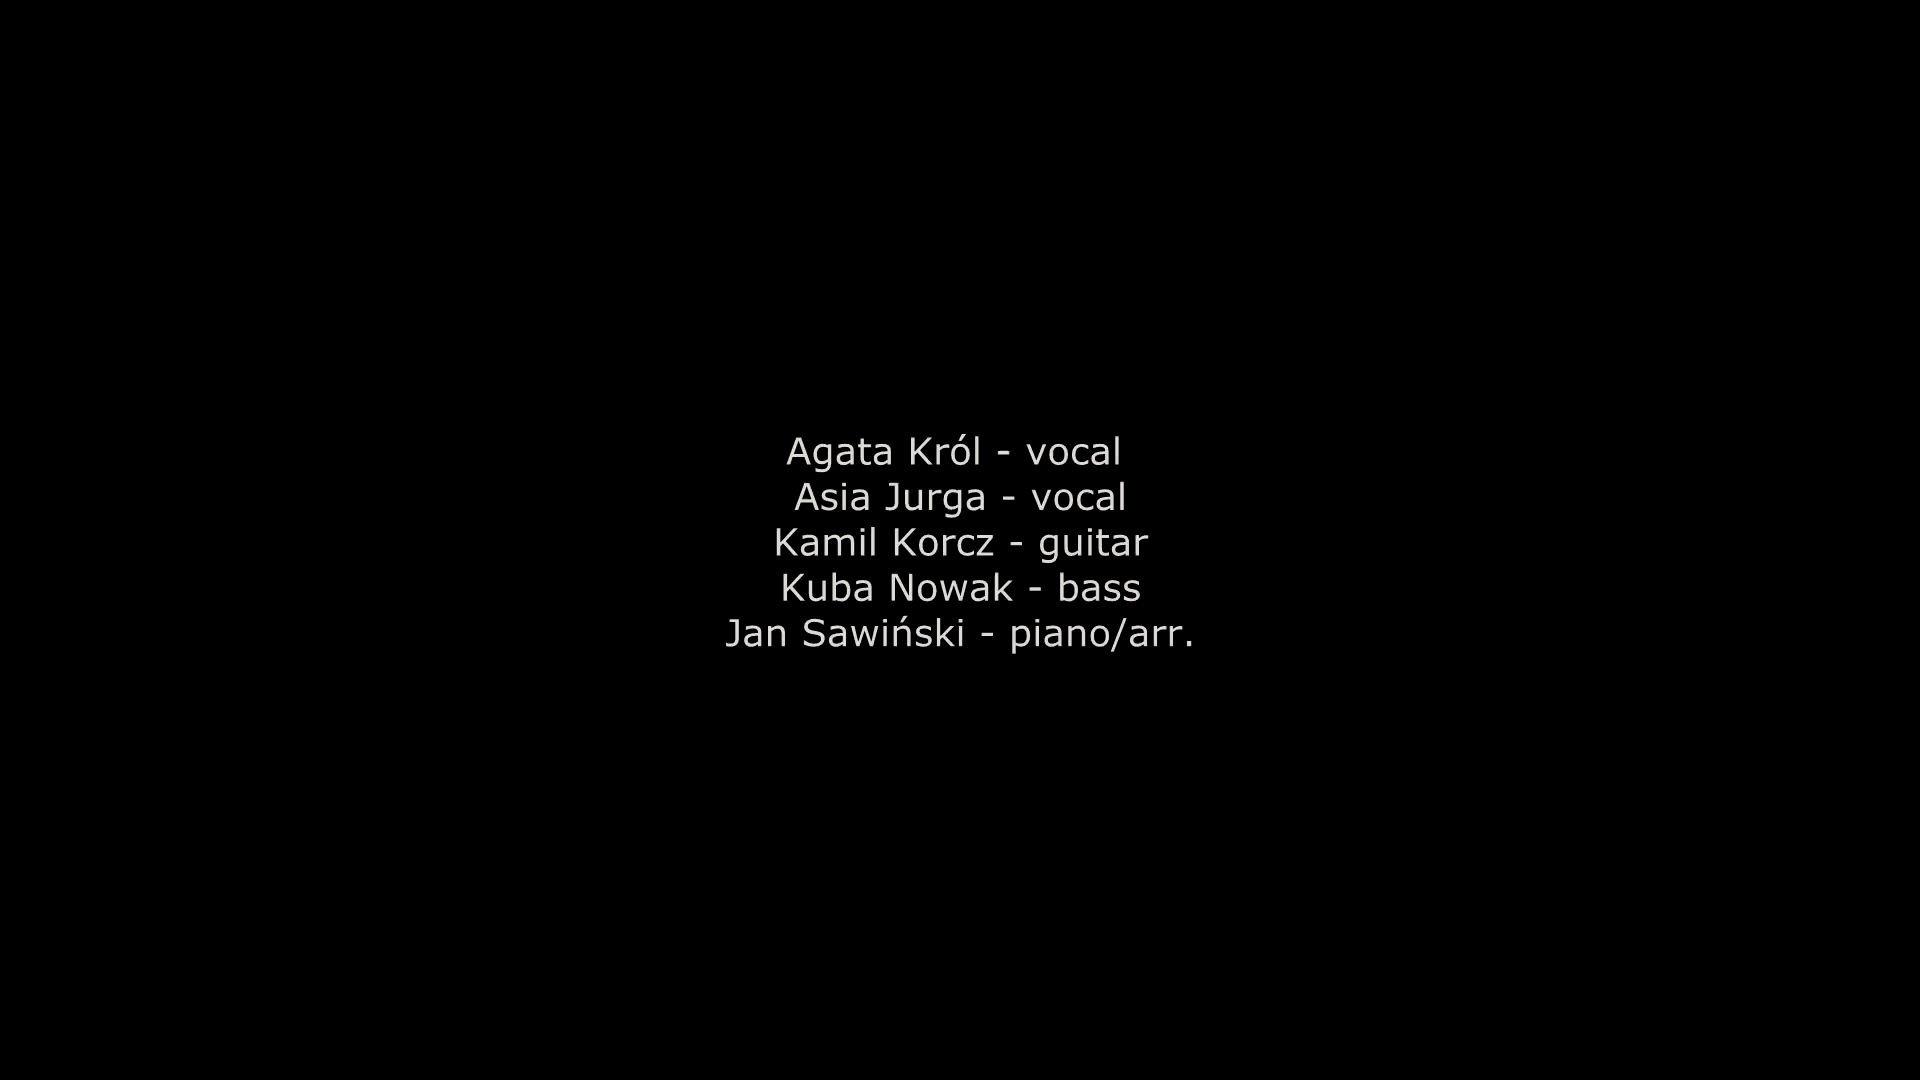 Agata Król - vocal
Asia Jurga - vocal
Kamil Korcz - guitar
Kuba Nowak - bass
Jan Sawiński - piano/arr.